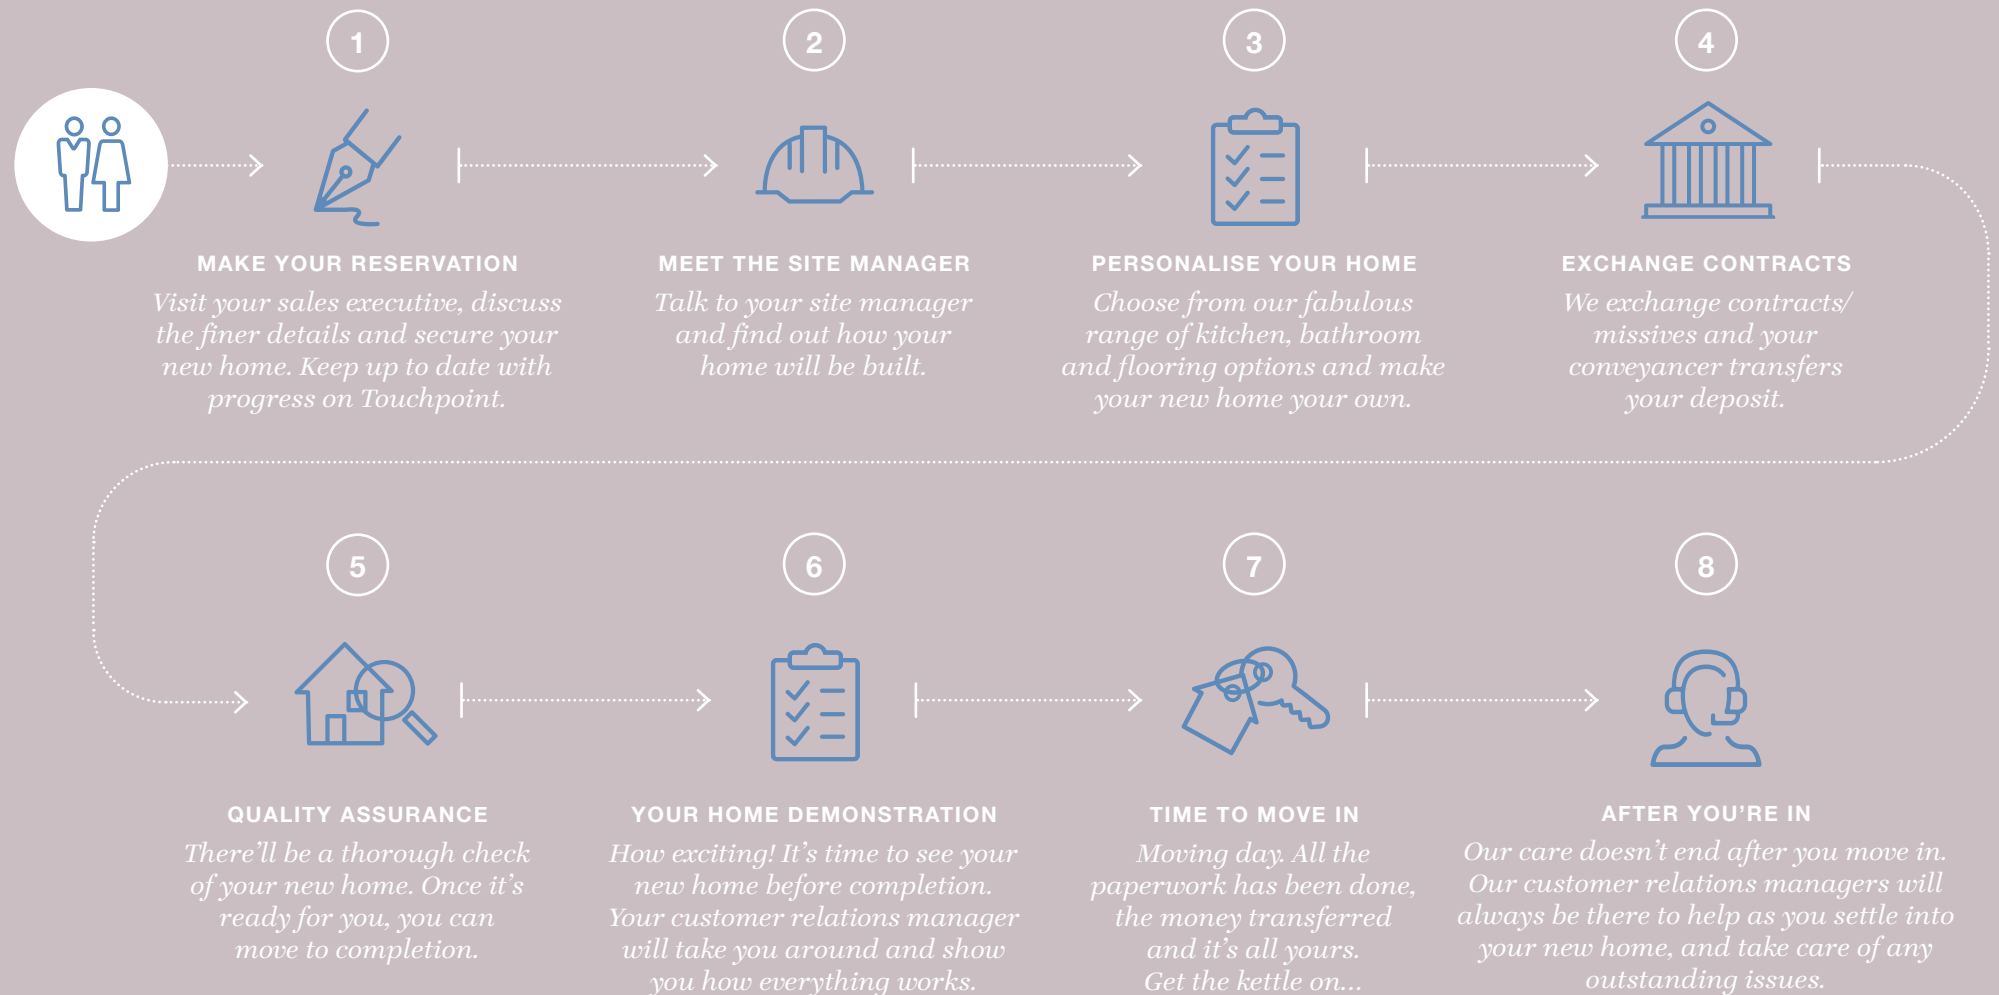 1
MAKE YOUR RESERVATION
Visit your sales executive, discuss
the finer details and secure your
new home. Keep up to date with
progress on Touchpoint.
2
MEET THE SITE MANAGER
Talk to your site manager
and find out how your
home will be built.
3
PERSONALISE YOUR HOME
Choose from our fabulous
range of kitchen, bathroom
and flooring options and make
your new home your own.
4
EXCHANGE CONTRACTS
We exchange contracts/
missives and your
conveyancer transfers
your deposit.
5
QUALITY ASSURANCE
There’ll be a thorough check
of your new home. Once it’s
ready for you, you can
move to completion.
6
YOUR HOME DEMONSTRATION
How exciting! It’s time to see your
new home before completion.
Your customer relations manager
will take you around and show
you how everything works.
7
TIME TO MOVE IN
Moving day. All the
paperwork has been done,
the money transferred
and it’s all yours.
Get the kettle on...
8
AFTER YOU’RE IN
Our care doesn’t end after you move in.
Our customer relations managers will
always be there to help as you settle into
your new home, and take care of any
outstanding issues.